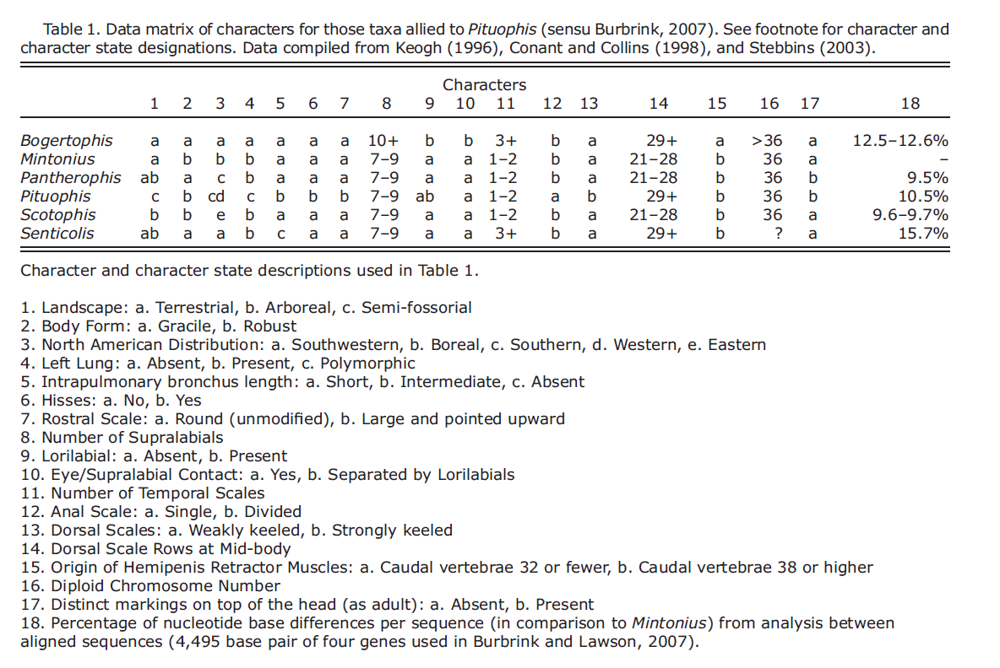 Table 1. Data matrix of characters for those taxa allied to Pituophis (sensu Burbrink, 2007). See footnote for character and
character state designations. Data compiled from Keogh (1996), Conant and Collins (1998), and Stebbins (2003).
Characters
1 2 3 4 5 6 7 8 9 10 11 12 13 14 15 16 17 18
Bogertophis a a a a a a a 10+ b b 3+ b a 29+ a >36 a 12.5–12.6%
Mintonius a b b b a a a 7–9 a a 1–2 b a 21–28 b 36 a –
Pantherophis ab a c b a a a 7–9 a a 1–2 b a 21–28 b 36 b 9.5%
Pituophis c b cd c b b b 7–9 ab a 1–2 a b 29+ b 36 b 10.5%
Scotophis b b e b a a a 7–9 a a 1–2 b a 21–28 b 36 a 9.6–9.7%
Senticolis ab a a b c a a 7–9 a a 3+ b a 29+ b ? a 15.7%
Character and character state descriptions used in Table 1.
1. Landscape: a. Terrestrial, b. Arboreal, c. Semi-fossorial
2. Body Form: a. Gracile, b. Robust
3. North American Distribution: a. Southwestern, b. Boreal, c. Southern, d. Western, e. Eastern
4. Left Lung: a. Absent, b. Present, c. Polymorphic
5. Intrapulmonary bronchus length: a. Short, b. Intermediate, c. Absent
6. Hisses: a. No, b. Yes
7. Rostral Scale: a. Round (unmodified), b. Large and pointed upward
8. Number of Supralabials
9. Lorilabial: a. Absent, b. Present
10. Eye/Supralabial Contact: a. Yes, b. Separated by Lorilabials
11. Number of Temporal Scales
12. Anal Scale: a. Single, b. Divided
13. Dorsal Scales: a. Weakly keeled, b. Strongly keeled
14. Dorsal Scale Rows at Mid-body
15. Origin of Hemipenis Retractor Muscles: a. Caudal vertebrae 32 or fewer, b. Caudal vertebrae 38 or higher
16. Diploid Chromosome Number
17. Distinct markings on top of the head (as adult): a. Absent, b. Present
18. Percentage of nucleotide base differences per sequence (in comparison to Mintonius) from analysis between
aligned sequences (4,495 base pair of four genes used in Burbrink and Lawson, 2007).